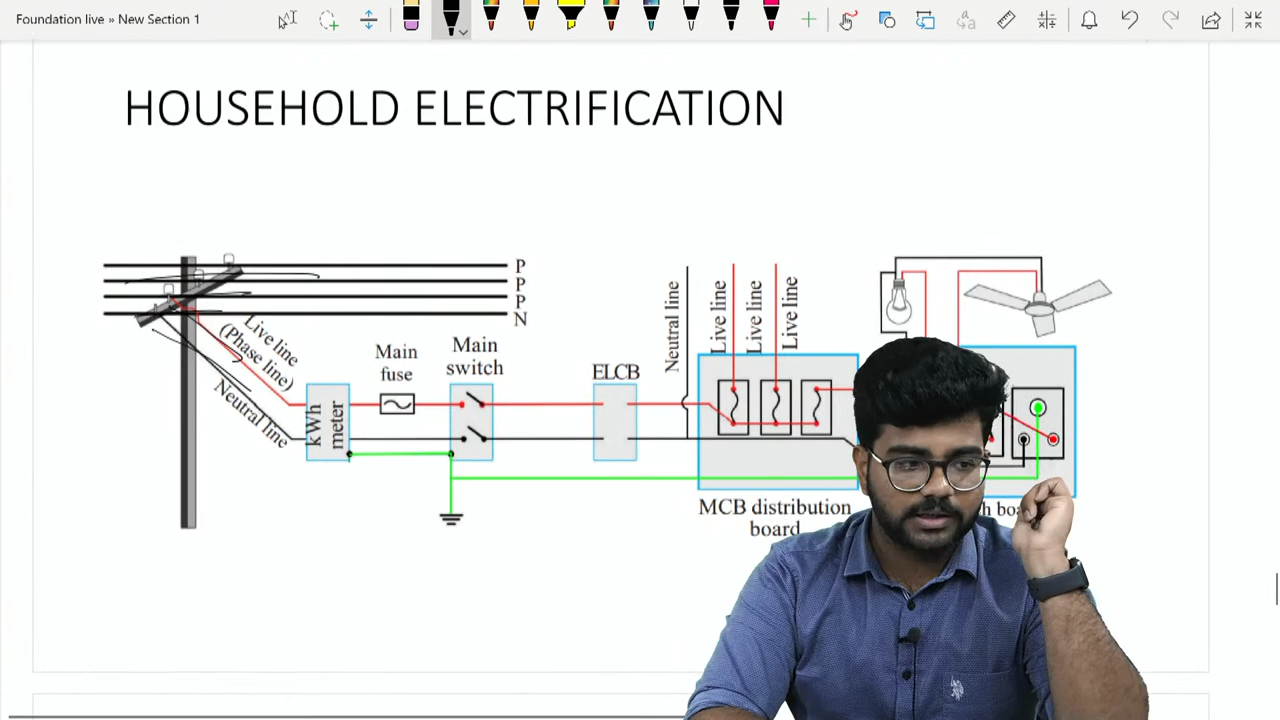 Foundation live » New Section 1
HOUSEHOLD ELECTRIFICATION
P
P
P
N
Live line
(Phase line)
Neutral line
kWh
meter
Main
fuse
Main
switch
ELCB
Neutral line
Live line
Live line
Live line
MCB distribution
board